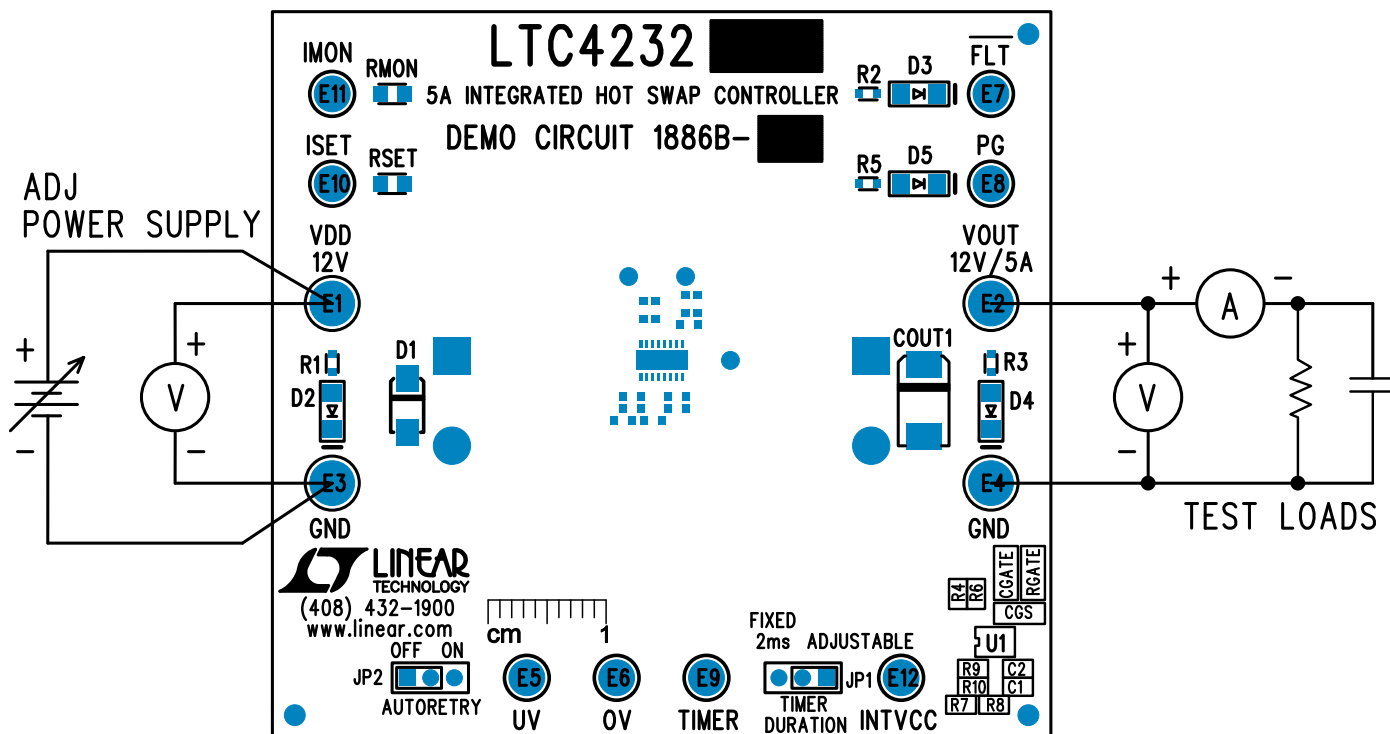 LTC4232
5A INTEGRATED HOT SWAP CONTROLLER
DEMO CIRCUIT 1886B-
IMON
E11
RMON
ISET
E10
RSET
R2
D3
FLT
E7
R5
D5
PG
E8
ADJ
POWER SUPPLY
VDD
12V
E1
VOUT
12V/5A
E2
+
-
A
+
-
+
V
-
R1
D2
D1
COUT1
R3
D4
+
V
-
E3
GND
E4
GND
TEST LOADS
LINEAR
TECHNOLOGY
(408) 432-1900
www.linear.com
cm 1
OFF ON
JP2
AUTORETRY
E5
UV
E6
OV
E9
TIMER
FIXED
2ms ADJUSTABLE
JP1
TIMER
DURATION
E12
INTVCC
R4
R6
CGATE
RGATE
CGS
U1
R9
C2
R10
C1
R7
R8